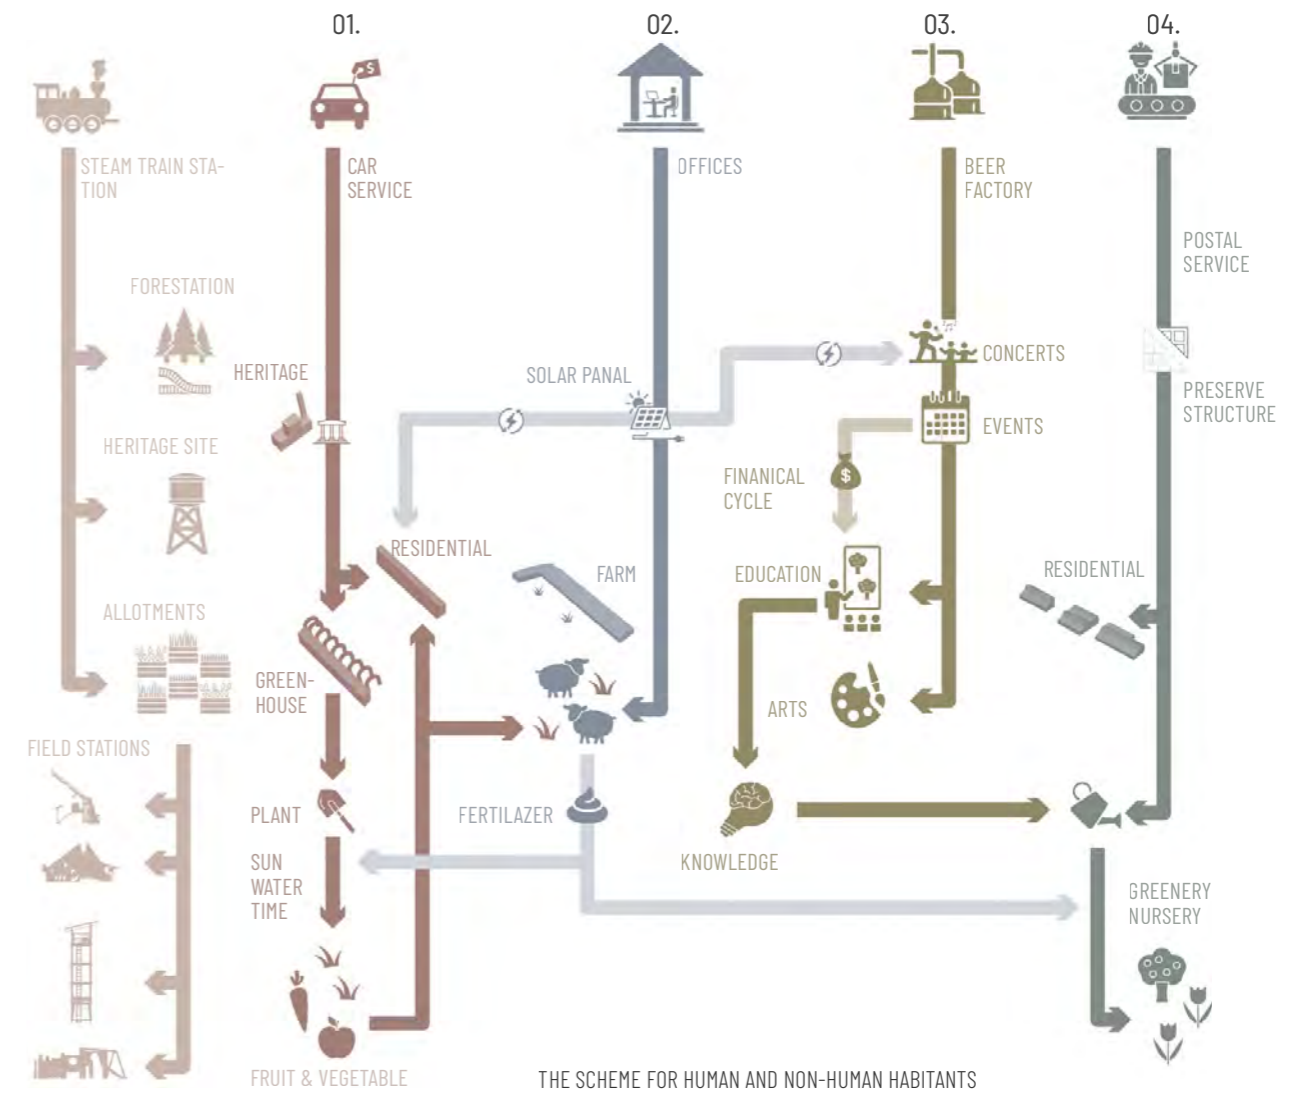 01.
02.
03.
04.
STEAM TRAIN STA-
TION
CAR
SERVICE
OFFICES
BEER
FACTORY
POSTAL
SERVICE
FORESTATION
HERITAGE
SOLAR PANAL
CONCERTS
PRESERVE
STRUCTURE
EVENTS
HERITAGE SITE
FINANICAL
CYCLE
$
RESIDENTIAL
FARM
EDUCATION
RESIDENTIAL
ALLOTMENTS
GREEN-
HOUSE
ARTS
FIELD STATIONS
PLANT
FERTILAZER
SUN
WATER
TIME
KNOWLEDGE
GREENERY
NURSERY
FRUIT & VEGETABLE
THE SCHEME FOR HUMAN AND NON-HUMAN HABITANTS